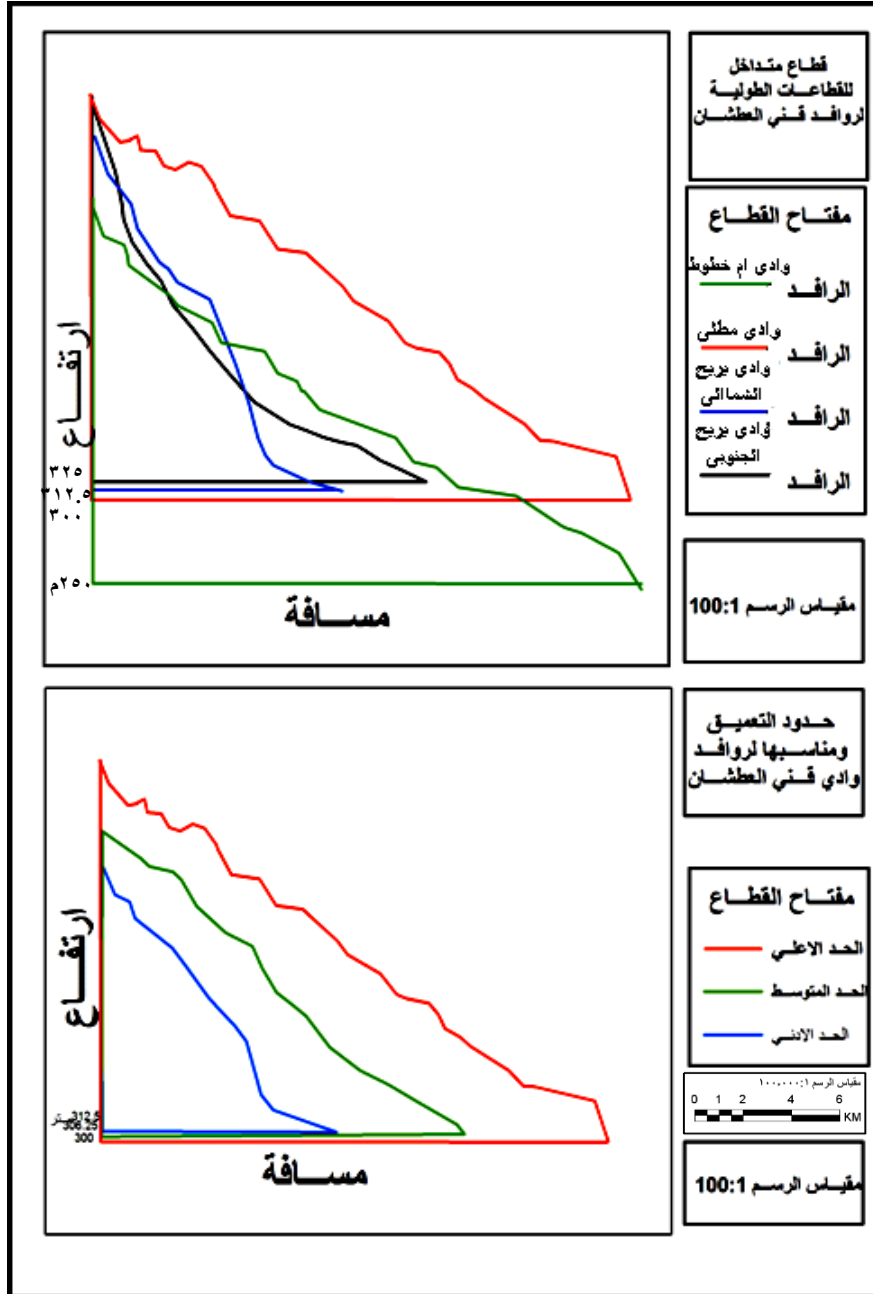 قطاع متداخل
للقطاعات الطولية
لروافد قني العطشان
مفتاح القطاع
وادى ام خطوط
الرافد
وادى مطلى
الرافد
وادى بريج
الشمالى
الرافد
وادى بريج
الجنوبى
الرافد
مقياس الرسم 100:1
ارتفاع
٣٢٥
٣١٢.٥
٣٠٠
٢٥٠م
مسافة
حدود التعميق
ومناسبها لروافد
وادي قني العطشان
مفتاح القطاع
الحد الاعلي
الحد المتوسط
الحد الادني
مقياس الرسم ١:١٠٠،٠٠٠
0 1 2 4 6
KM
مقياس الرسم 100:1
ارتفاع
312.5
306.25
300
مسافة